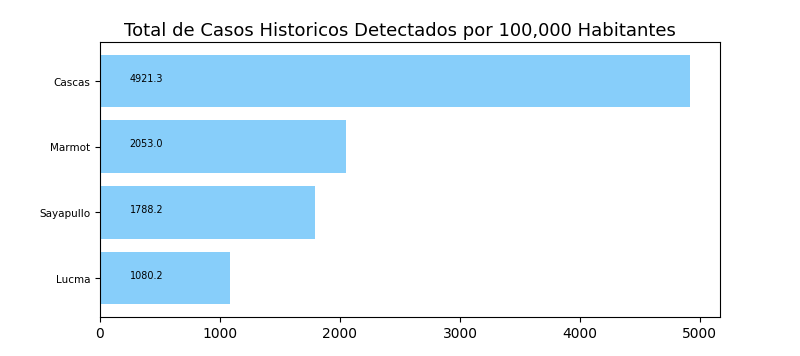 Total de Casos Historicos Detectados por 100,000 Habitantes
Cascas 4921.3
Marmot 2053.0
Sayapullo 1788.2
Lucma 1080.2
0 1000 2000 3000 4000 5000